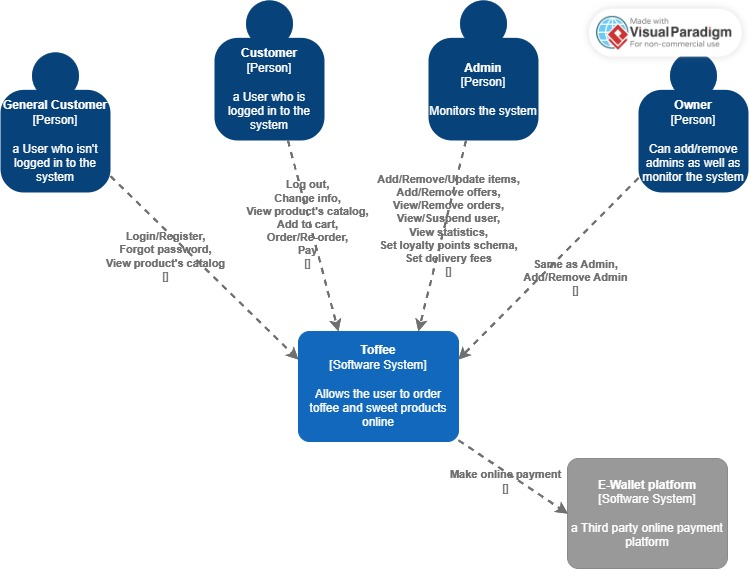 Made with
Visual Paradigm
For non-commercial use
General Customer
[Person]
a User who isn't
logged in to the
system
Customer
[Person]
a User who is
logged in to the
system
Admin
[Person]
Monitors the system
Owner
[Person]
Can add/remove
admins as well as
monitor the system
Login/Register,
Forgot password,
View product's catalog
[]
Log out,
Change info,
View product's catalog,
Add to cart,
Order/Re-order,
Pay
[]
Add/Remove/Update items,
Add/Remove offers,
View/Remove orders,
View/Suspend user,
View statistics,
Set loyalty points schema,
Set delivery fees
[]
Same as Admin,
Add/Remove Admin
[]
Toffee
[Software System]
Allows the user to order
toffee and sweet products
online
Make online payment
[]
E-Wallet platform
[Software System]
a Third party online payment
platform